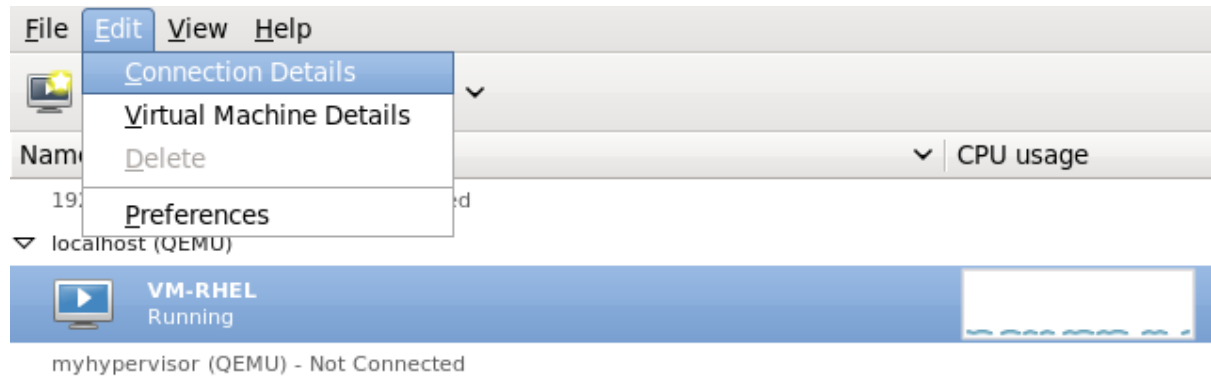 File Edit View Help
Connection Details
Virtual Machine Details
Delete
Preferences
CPU usage
localhost (QEMU)
VM-RHEL
Running
myhypervisor (QEMU) - Not Connected